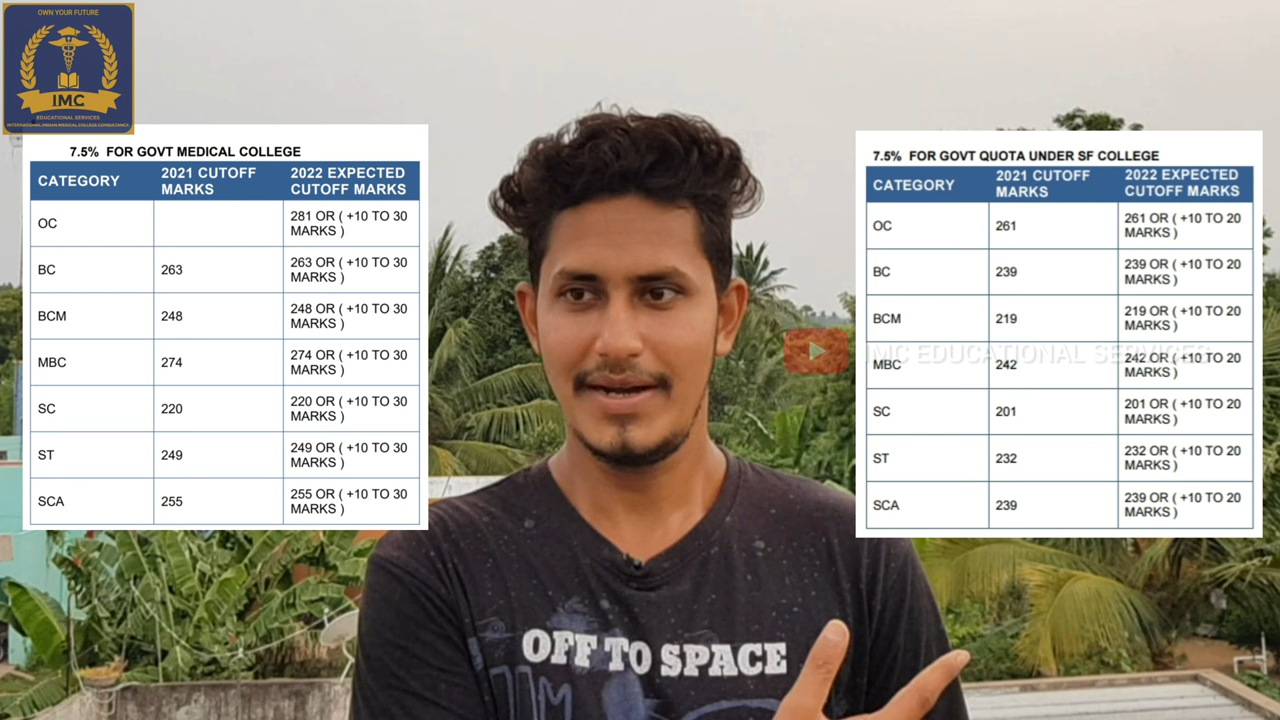 OWN YOUR FUTURE
IMC
EDUCATIONAL SERVICES
INTERNATIONAL INDIAN MEDICAL COLLEGE CONSULTANCY
7.5% FOR GOVT MEDICAL COLLEGE
CATEGORY 2021 CUTOFF MARKS 2022 EXPECTED CUTOFF MARKS
OC 281 OR ( +10 TO 30 MARKS )
BC 263 263 OR ( +10 TO 30 MARKS )
BCM 248 248 OR ( +10 TO 30 MARKS )
MBC 274 274 OR ( +10 TO 30 MARKS )
SC 220 220 OR ( +10 TO 30 MARKS )
ST 249 249 OR ( +10 TO 30 MARKS )
SCA 255 255 OR ( +10 TO 30 MARKS )
7.5% FOR GOVT QUOTA UNDER SF COLLEGE
CATEGORY 2021 CUTOFF MARKS 2022 EXPECTED CUTOFF MARKS
OC 261 261 OR ( +10 TO 20 MARKS )
BC 239 239 OR ( +10 TO 20 MARKS )
BCM 219 219 OR ( +10 TO 20 MARKS )
IMC EDUCATIONAL SERVICES
MBC 242 242 OR ( +10 TO 20 MARKS )
SC 201 201 OR ( +10 TO 20 MARKS )
ST 232 232 OR ( +10 TO 20 MARKS )
SCA 239 239 OR ( +10 TO 20 MARKS )
OFF TO SPACE